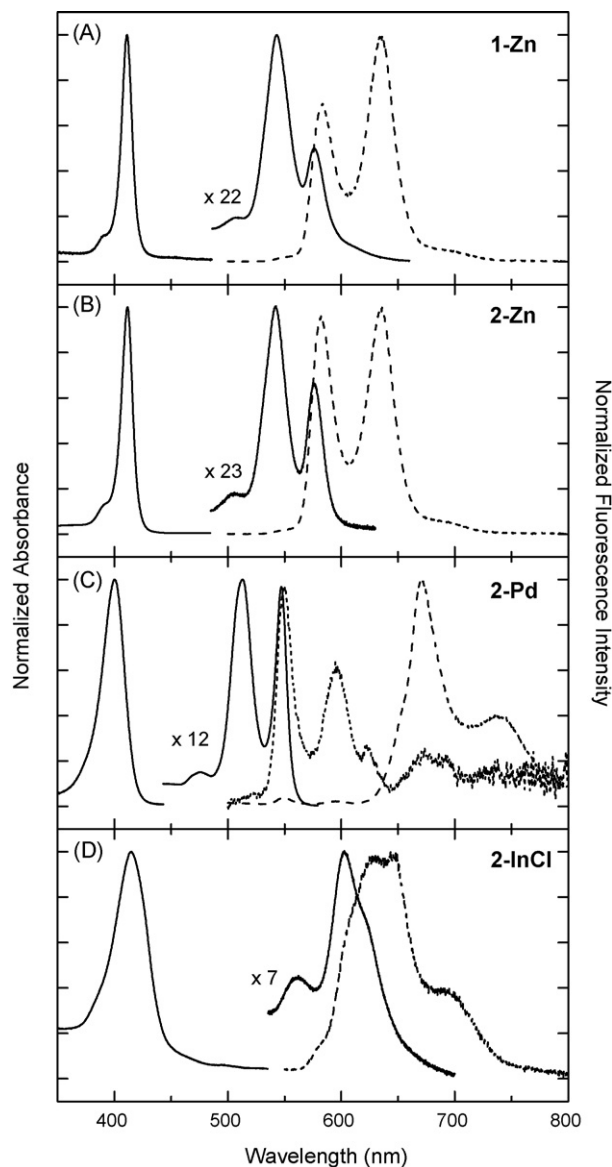 (A)
1-Zn
x 22
(B)
2-Zn
x 23
(C)
2-Pd
x 12
(D)
2-InCl
x 7
400
500
600
700
800
Wavelength (nm)
Normalized Absorbance
Normalized Fluorescence Intensity